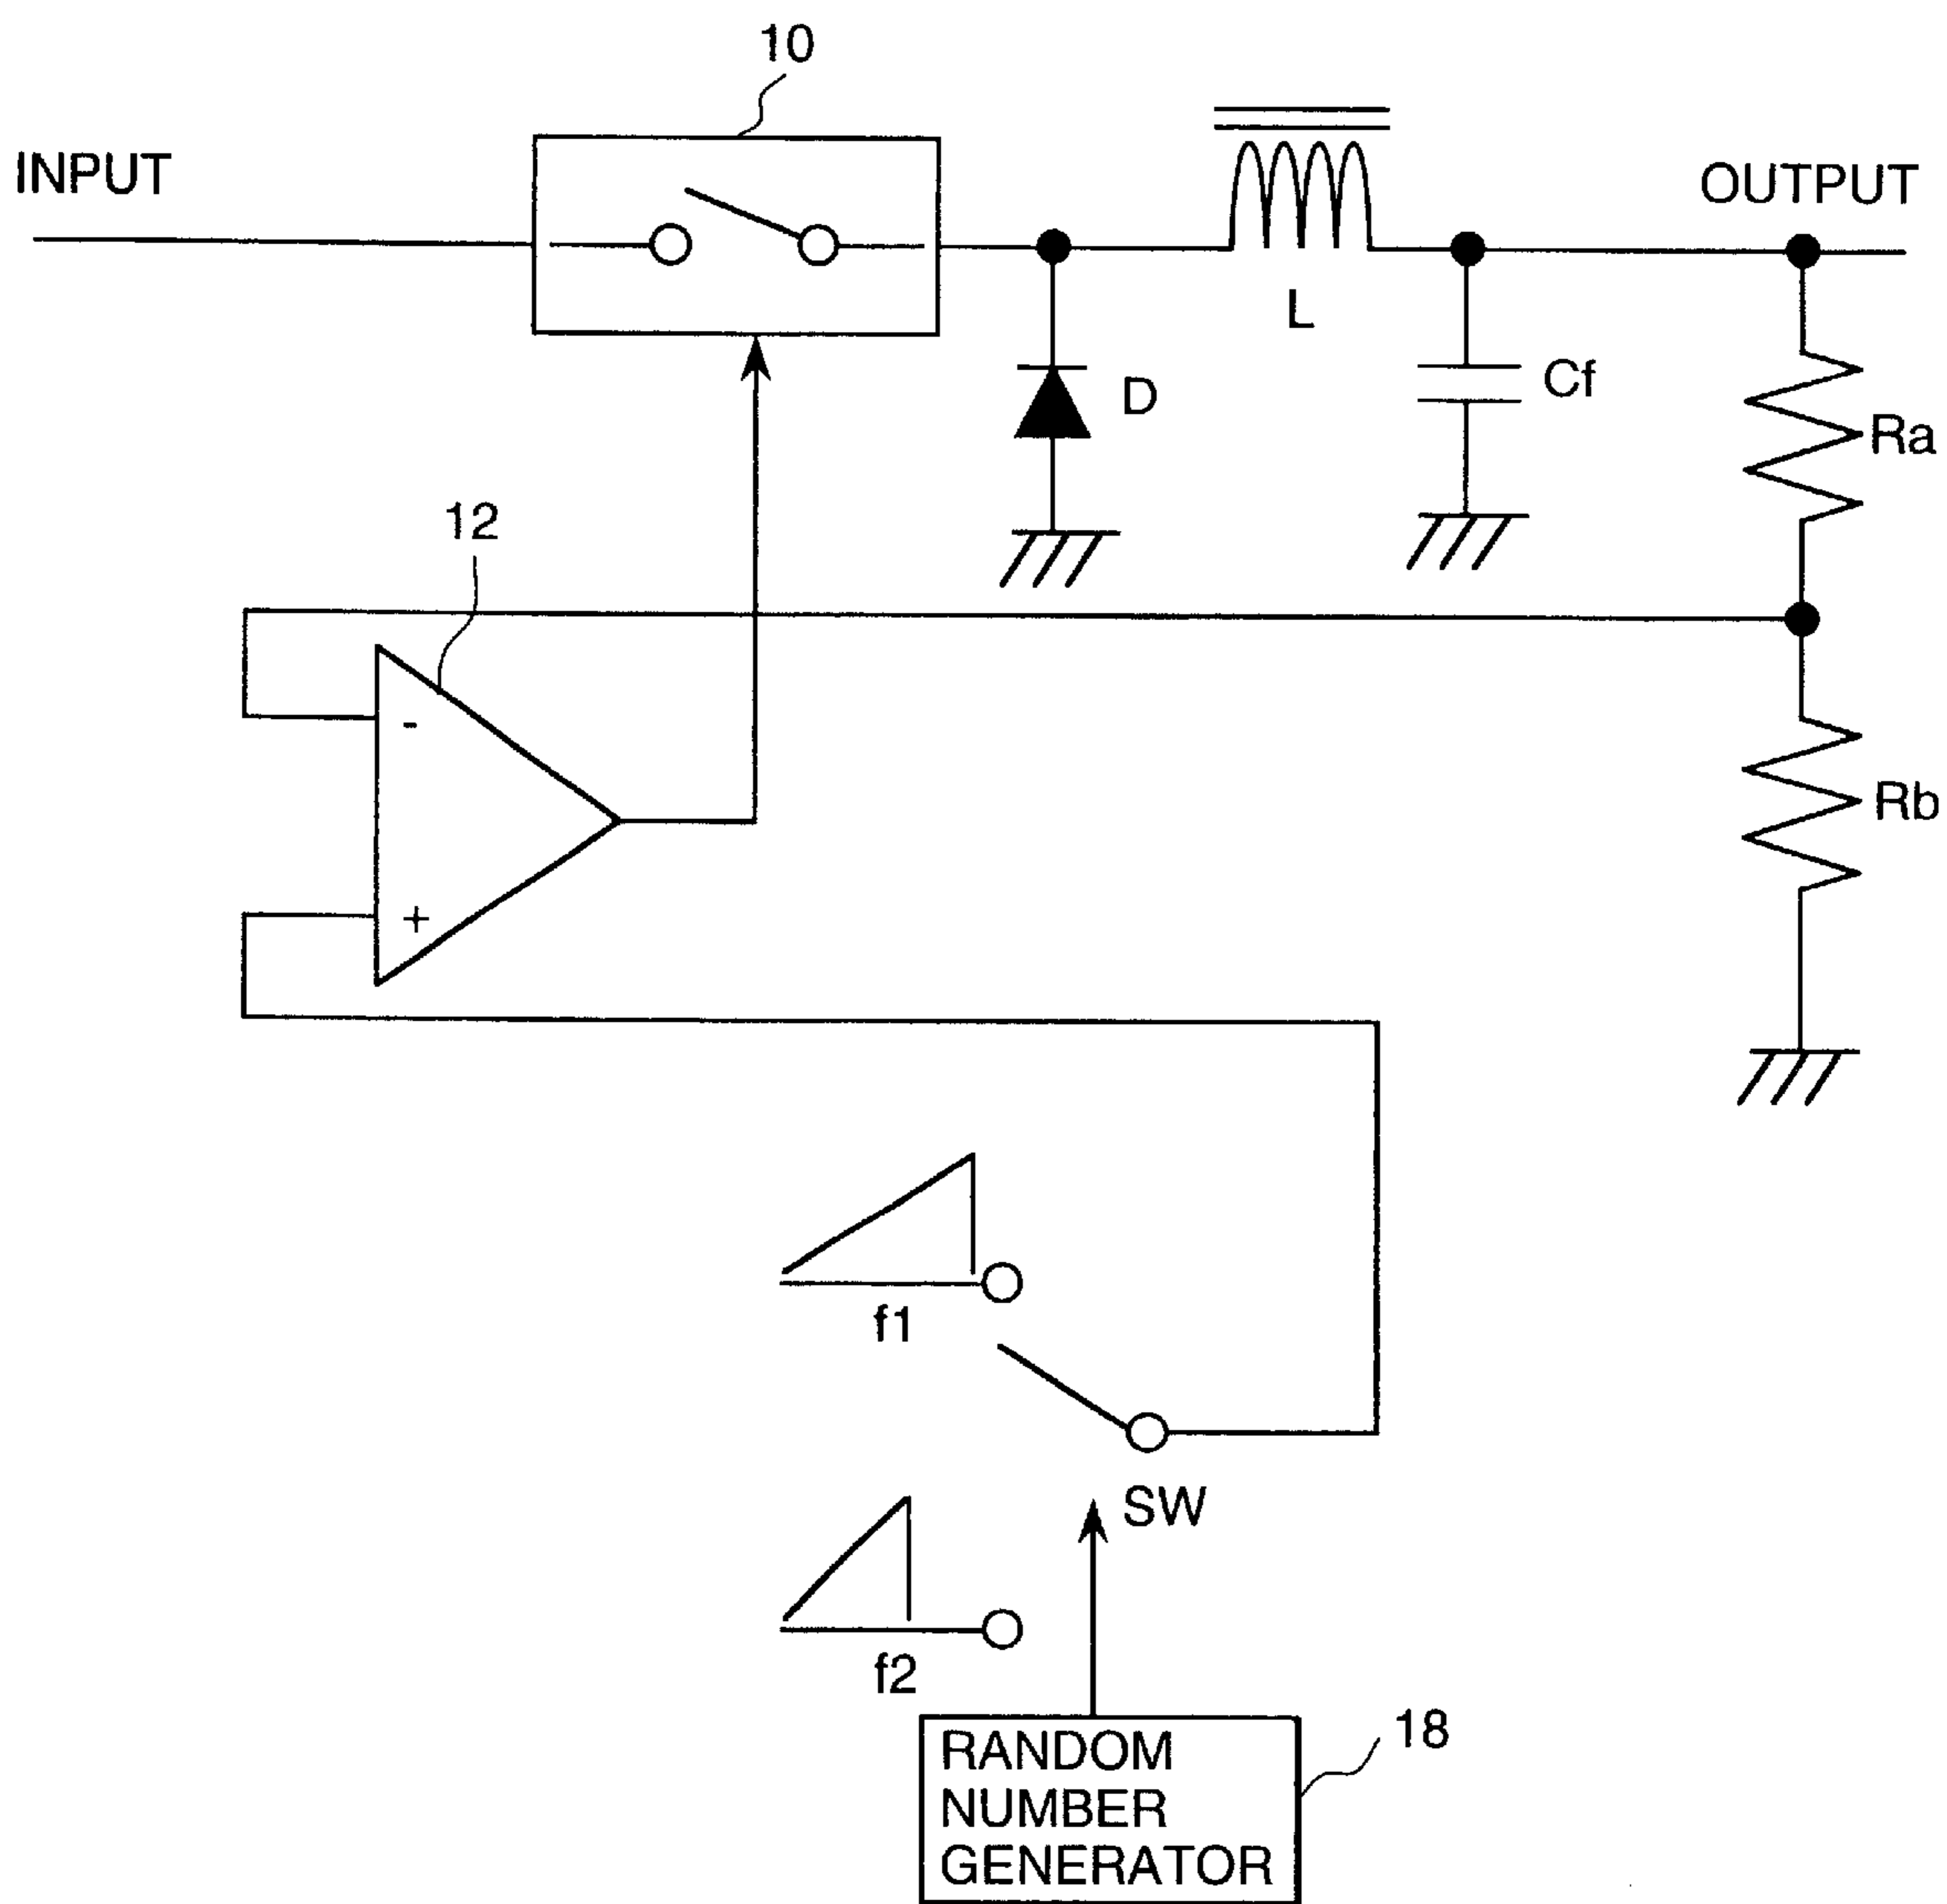 10
INPUT
OUTPUT
L
D
Cf
Ra
12
-
Rb
+
f1
SW
f2
18
RANDOM
NUMBER
GENERATOR